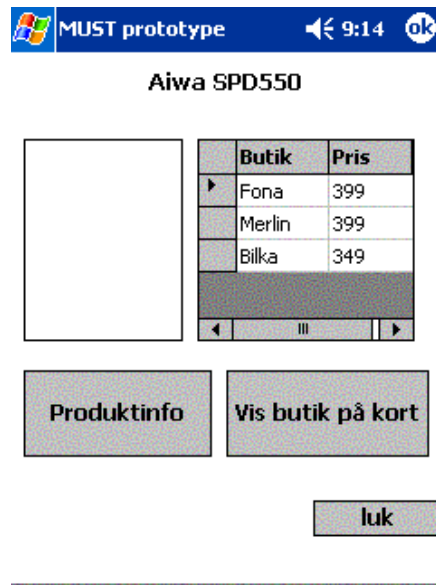 MUST prototype 9:14 ok
Aiwa SPD550
Butik Pris
Fona 399
Merlin 399
Bilka 349
Produktinfo Vis butik på kort
luk